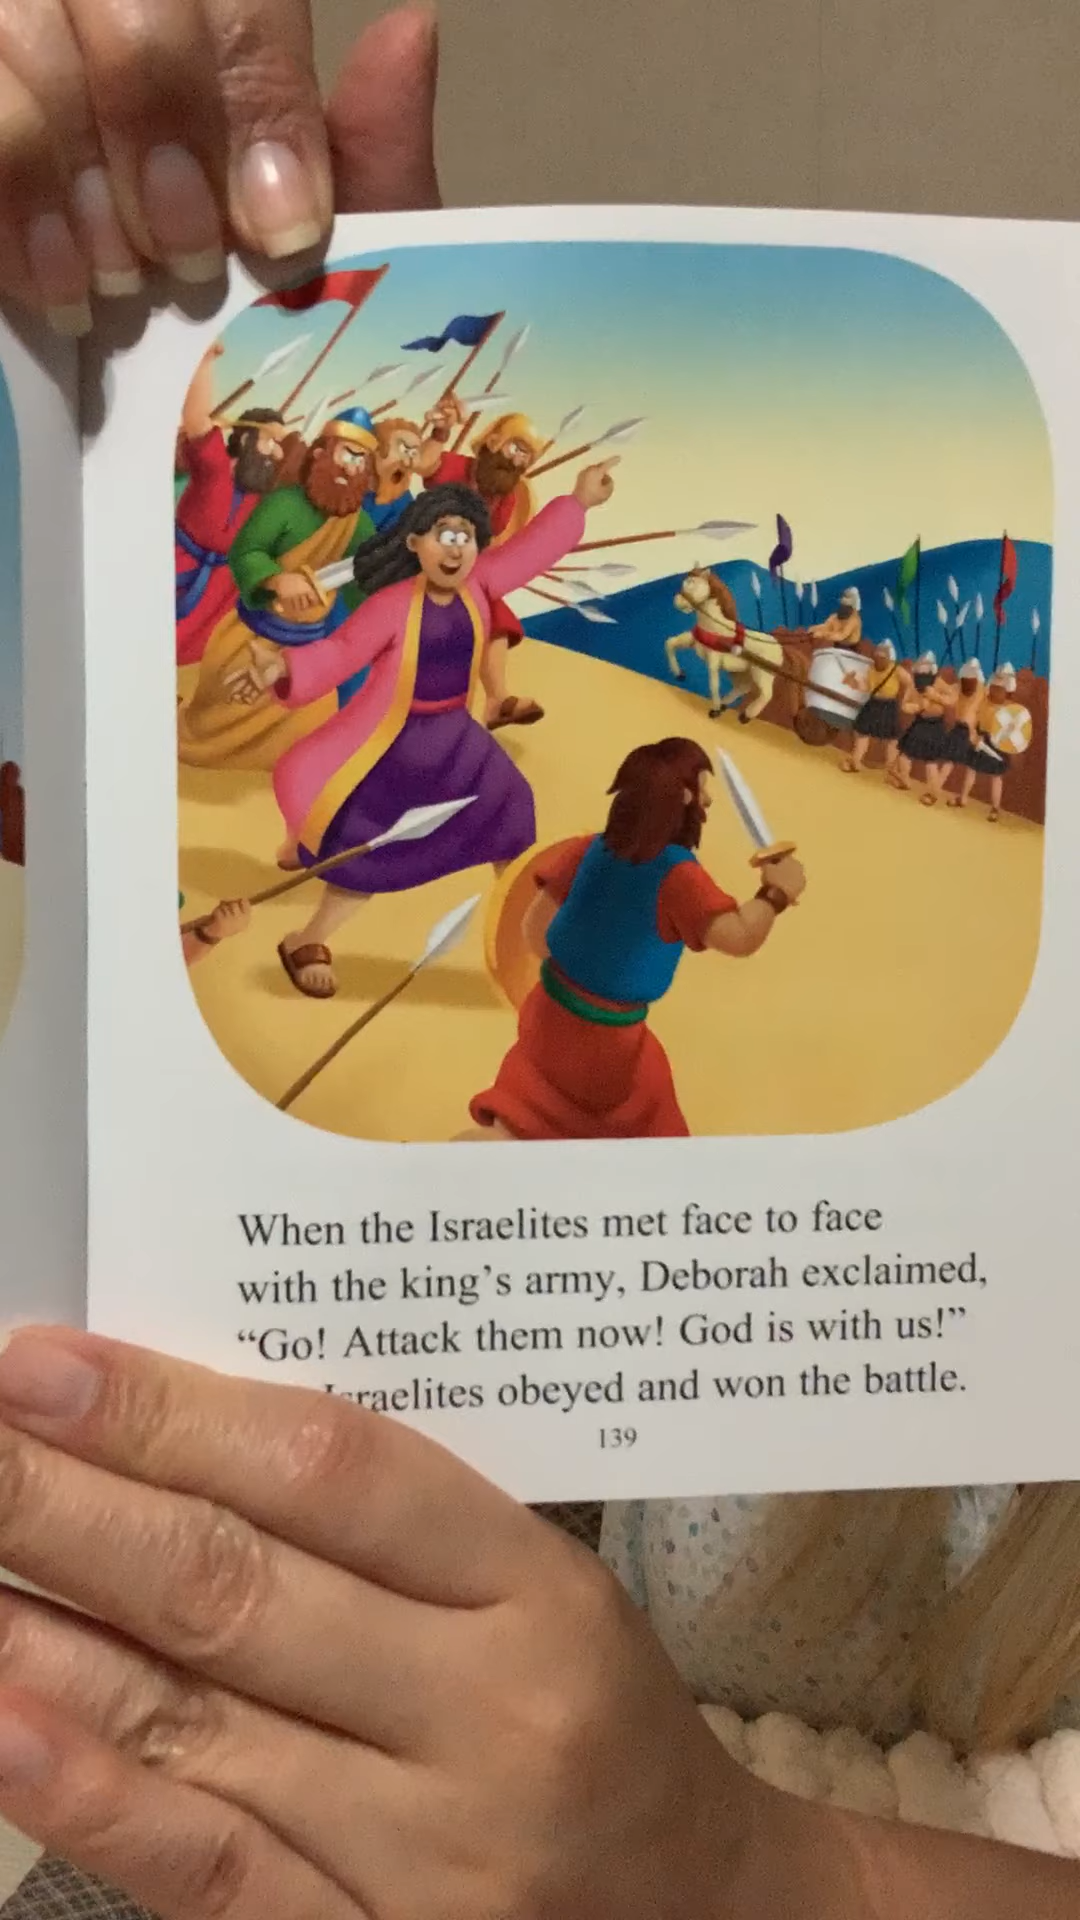 When the Israelites met face to face
with the king’s army, Deborah exclaimed,
“Go! Attack them now! God is with us!”
Israelites obeyed and won the battle.
139